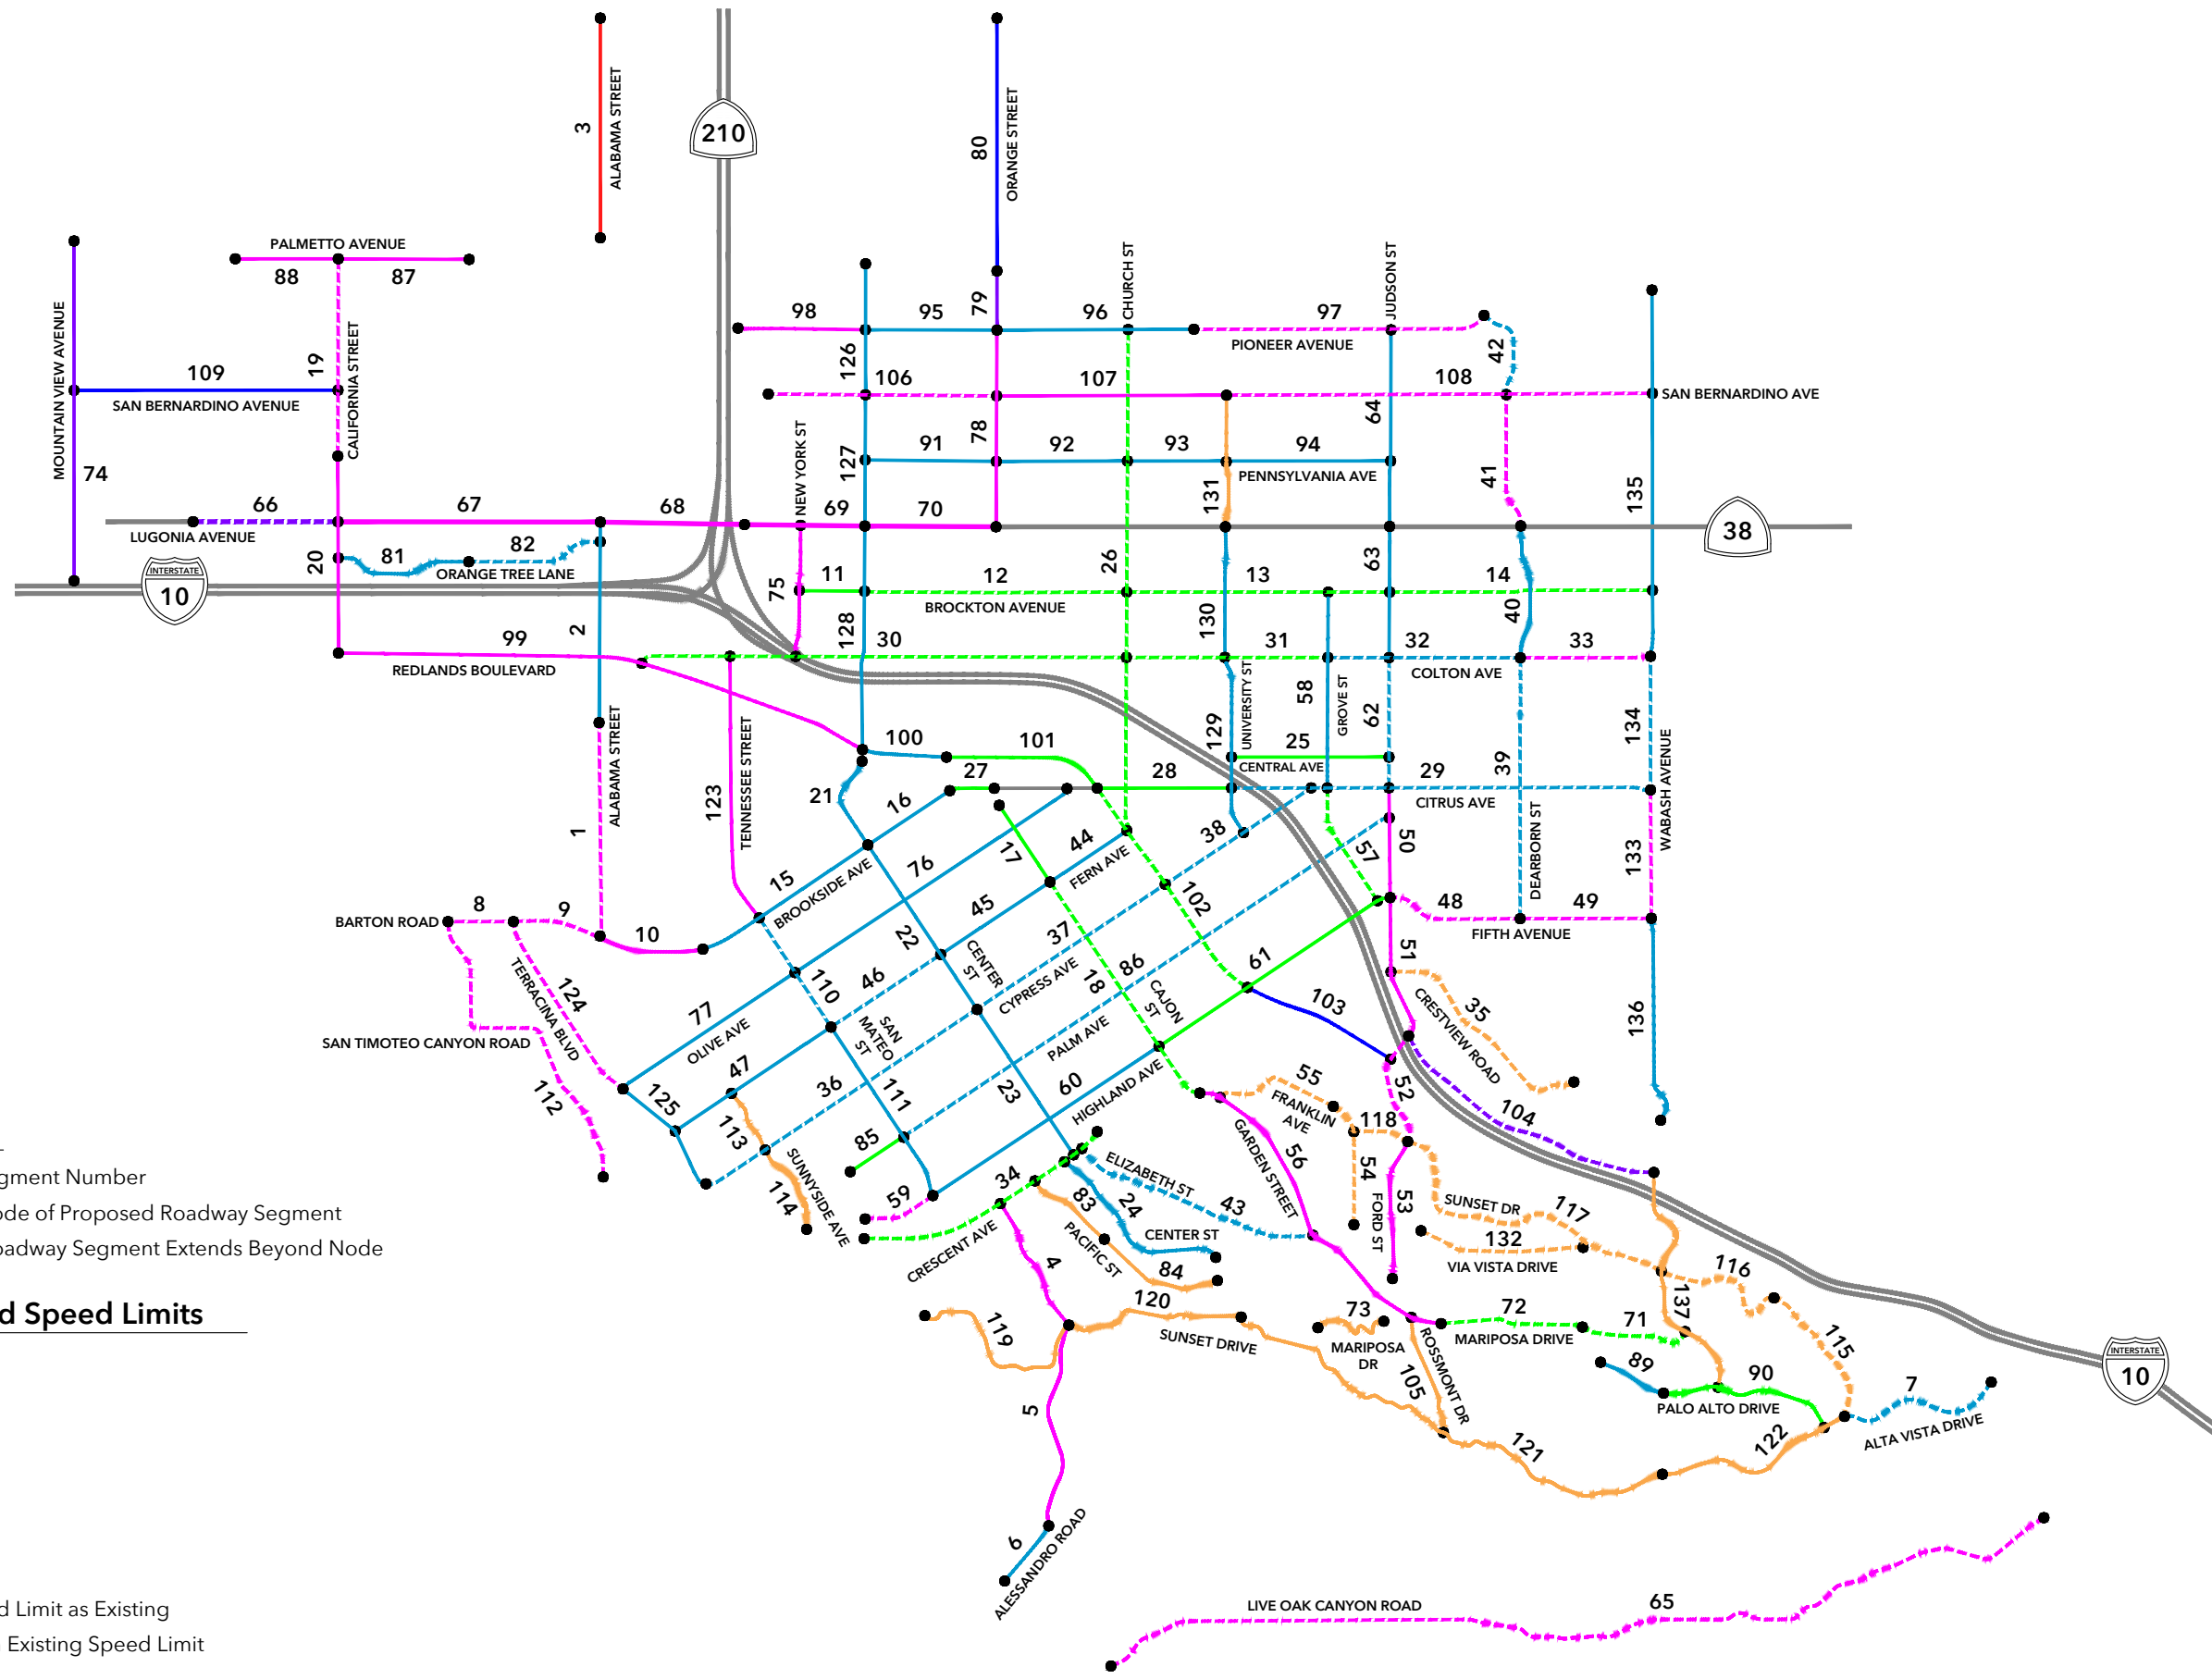 3
ALABAMA STREET
210
80
ORANGE STREET
PALMETTO AVENUE
88
87
MOUNTAIN VIEW AVENUE
74
109
SAN BERNARDINO AVENUE
19
CALIFORNIA STREET
98
95
79
96
CHURCH ST
97
PIONEER AVENUE
JUDSON ST
42
126
106
107
108
SAN BERNARDINO AVE
64
NEW YORK ST
127
91
78
92
93
94
PENNSYLVANIA AVE
131
41
135
66
LUGONIA AVENUE
67
68
69
70
38
20
81
82
ORANGE TREE LANE
INTERSTATE
10
2
75
11
12
BROCKTON AVENUE
26
13
63
14
99
REDLANDS BOULEVARD
128
30
130
31
32
COLTON AVE
40
33
UNIVERSITY ST
58
GROVE ST
62
134
WABASH AVENUE
ALABAMA STREET
1
123
TENNESSEE STREET
100
101
129
25
CENTRAL AVE
27
28
29
CITRUS AVE
39
DEARBORN ST
21
16
15
BROOKSIDE AVE
76
17
44
FERN AVE
38
57
50
133
8
9
BARTON ROAD
10
45
102
48
49
FIFTH AVENUE
22
CENTER
ST
37
CYPRESS AVE
86
18
CAJON
ST
61
51
124
TERRACINA BLVD
110
46
77
OLIVE AVE
SAN
MATEO
ST
103
35
CRESTVIEW ROAD
136
SAN TIMOTEO CANYON ROAD
112
125
47
36
PALM AVE
23
60
HIGHLAND AVE
111
55
FRANKLIN
AVE
52
104
113
SUNNYSIDE AVE
114
85
GARDEN STREET
56
118
54
FORD ST
53
gment Number
ode of Proposed Roadway Segment
oadway Segment Extends Beyond Node
59
34
CRESCENT AVE
83
24
ELIZABETH ST
43
CENTER ST
PACIFIC ST
84
SUNSET DR
117
132
VIA VISTA DRIVE
116
137
115
d Speed Limits
4
119
120
SUNSET DRIVE
73
MARIPOSA
DR
72
71
MARIPOSA DRIVE
ROSSMONT DR
105
89
90
PALO ALTO DRIVE
7
ALTA VISTA DRIVE
INTERSTATE
10
5
121
122
6
ALESSANDRO ROAD
LIVE OAK CANYON ROAD
65
d Limit as Existing
Existing Speed Limit